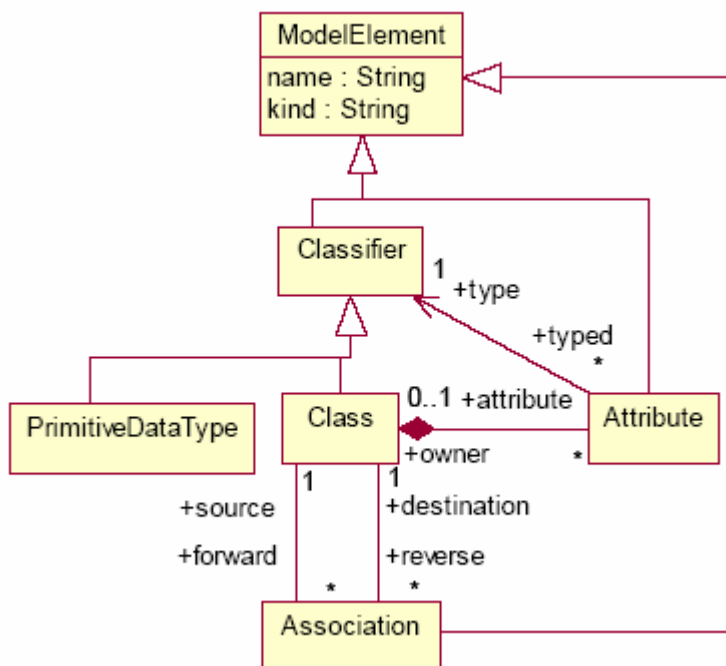 ModelElement
name : String
kind : String
Classifier
1
+type
+typed
*
PrimitiveDataType
Class
0..1 +attribute
Attribute
+owner
*
1
1
+source
+destination
+forward
+reverse
*
*
Association